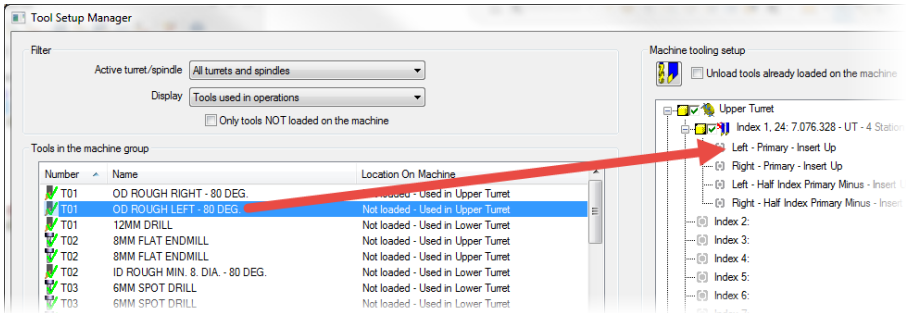 Tool Setup Manager
Filter
Active turret/spindle All turrets and spindles
Display Tools used in operations
Only tools NOT loaded on the machine
Tools in the machine group
Number Name Location On Machine
T01 OD ROUGH RIGHT - 80 DEG. Not loaded - Used in Upper Turret
T01 OD ROUGH LEFT - 80 DEG. Not loaded - Used in Upper Turret
T01 12MM DRILL Not loaded - Used in Lower Turret
T02 8MM FLAT ENDMILL Not loaded - Used in Upper Turret
T02 8MM FLAT ENDMILL Not loaded - Used in Lower Turret
T02 ID ROUGH MIN. 8. DIA. - 80 DEG. Not loaded - Used in Lower Turret
T03 6MM SPOT DRILL Not loaded - Used in Upper Turret
T03 6MM SPOT DRILL Not loaded - Used in Lower Turret
Machine tooling setup
Unload tools already loaded on the machine
Upper Turret
Index 1, 24: 7.076.328 - UT - 4 Station
Left - Primary - Insert Up
Right - Primary - Insert Up
Left - Half Index Primary Minus - Insert
Right - Half Index Primary Minus - Insert
Index 2:
Index 3:
Index 4:
Index 5:
Index 6: